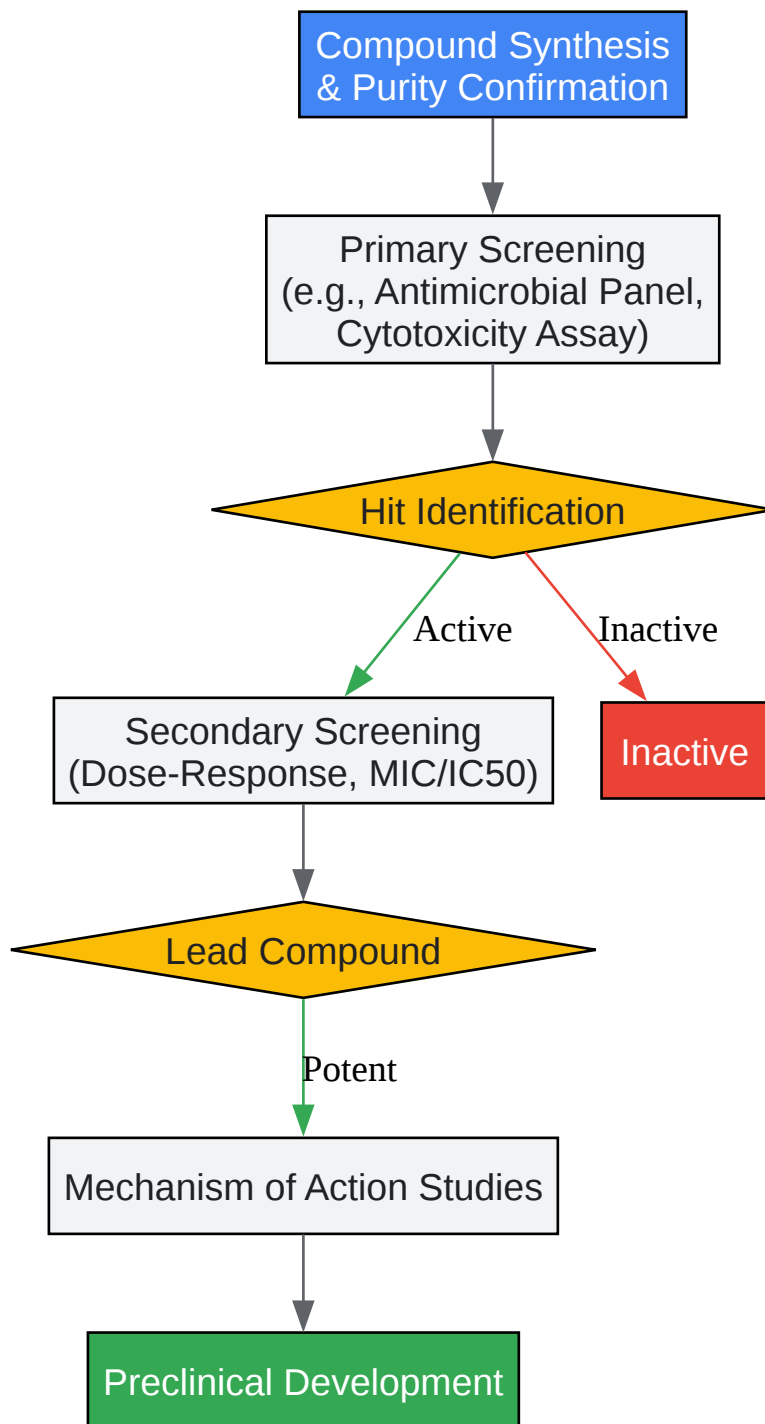 Compound Synthesis
& Purity Confirmation
Primary Screening
(e.g., Antimicrobial Panel,
Cytotoxicity Assay)
Hit Identification
Active
Inactive
Secondary Screening
(Dose-Response, MIC/IC50)
Inactive
Lead Compound
Potent
Mechanism of Action Studies
Preclinical Development